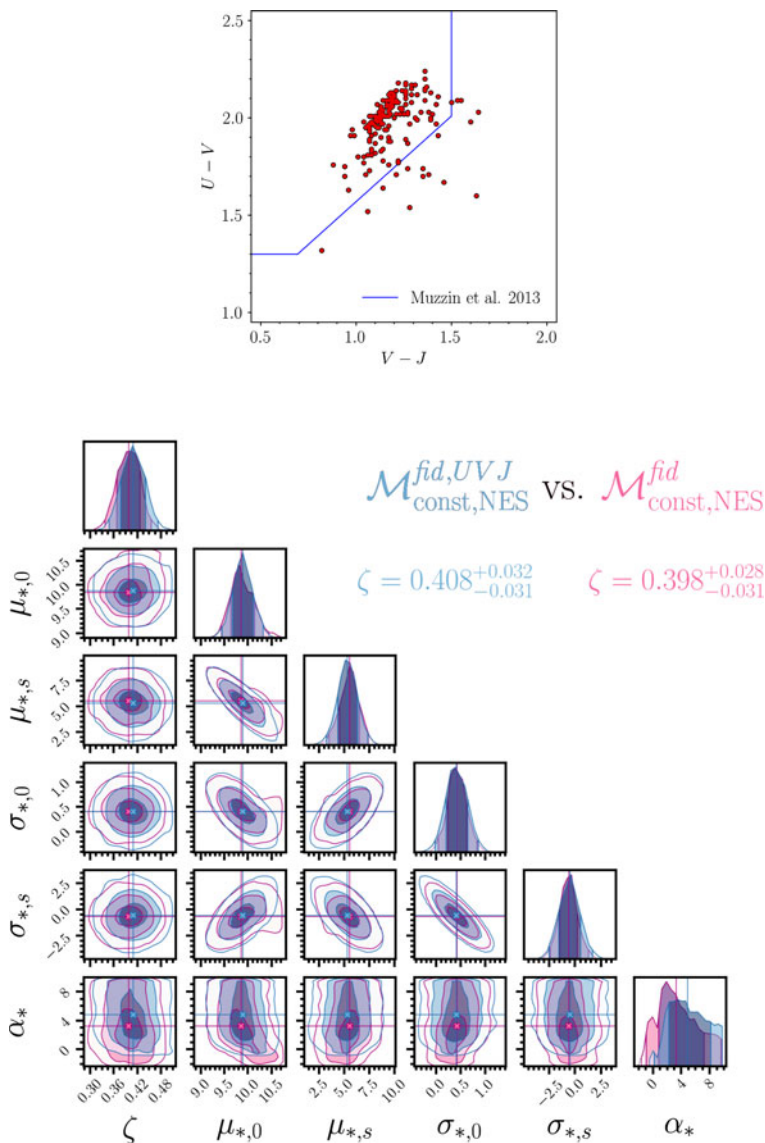 2.5
2.0
1.5
1.0
U − V
Muzzin et al. 2013
0.5 1.0 1.5 2.0
V − J
ℳ^{fid,UVJ}_{const,NES} vs. ℳ^{fid}_{const,NES}
ζ = 0.408^{+0.032}_{−0.031} ζ = 0.398^{+0.028}_{−0.031}
μ_{*,0}
10.5
10.0
9.5
9.0
μ_{*,s}
7.5
5.0
2.5
σ_{*,0}
1.0
0.5
0.0
σ_{*,s}
2.5
0.0
−2.5
α_*
8
4
0
0.30 0.36 0.42 0.48 9.0 9.5 10.0 10.5 2.5 5.0 7.5 10.0 0.0 0.5 1.0 −2.5 0.0 2.5 0 4 8
ζ μ_{*,0} μ_{*,s} σ_{*,0} σ_{*,s} α_*